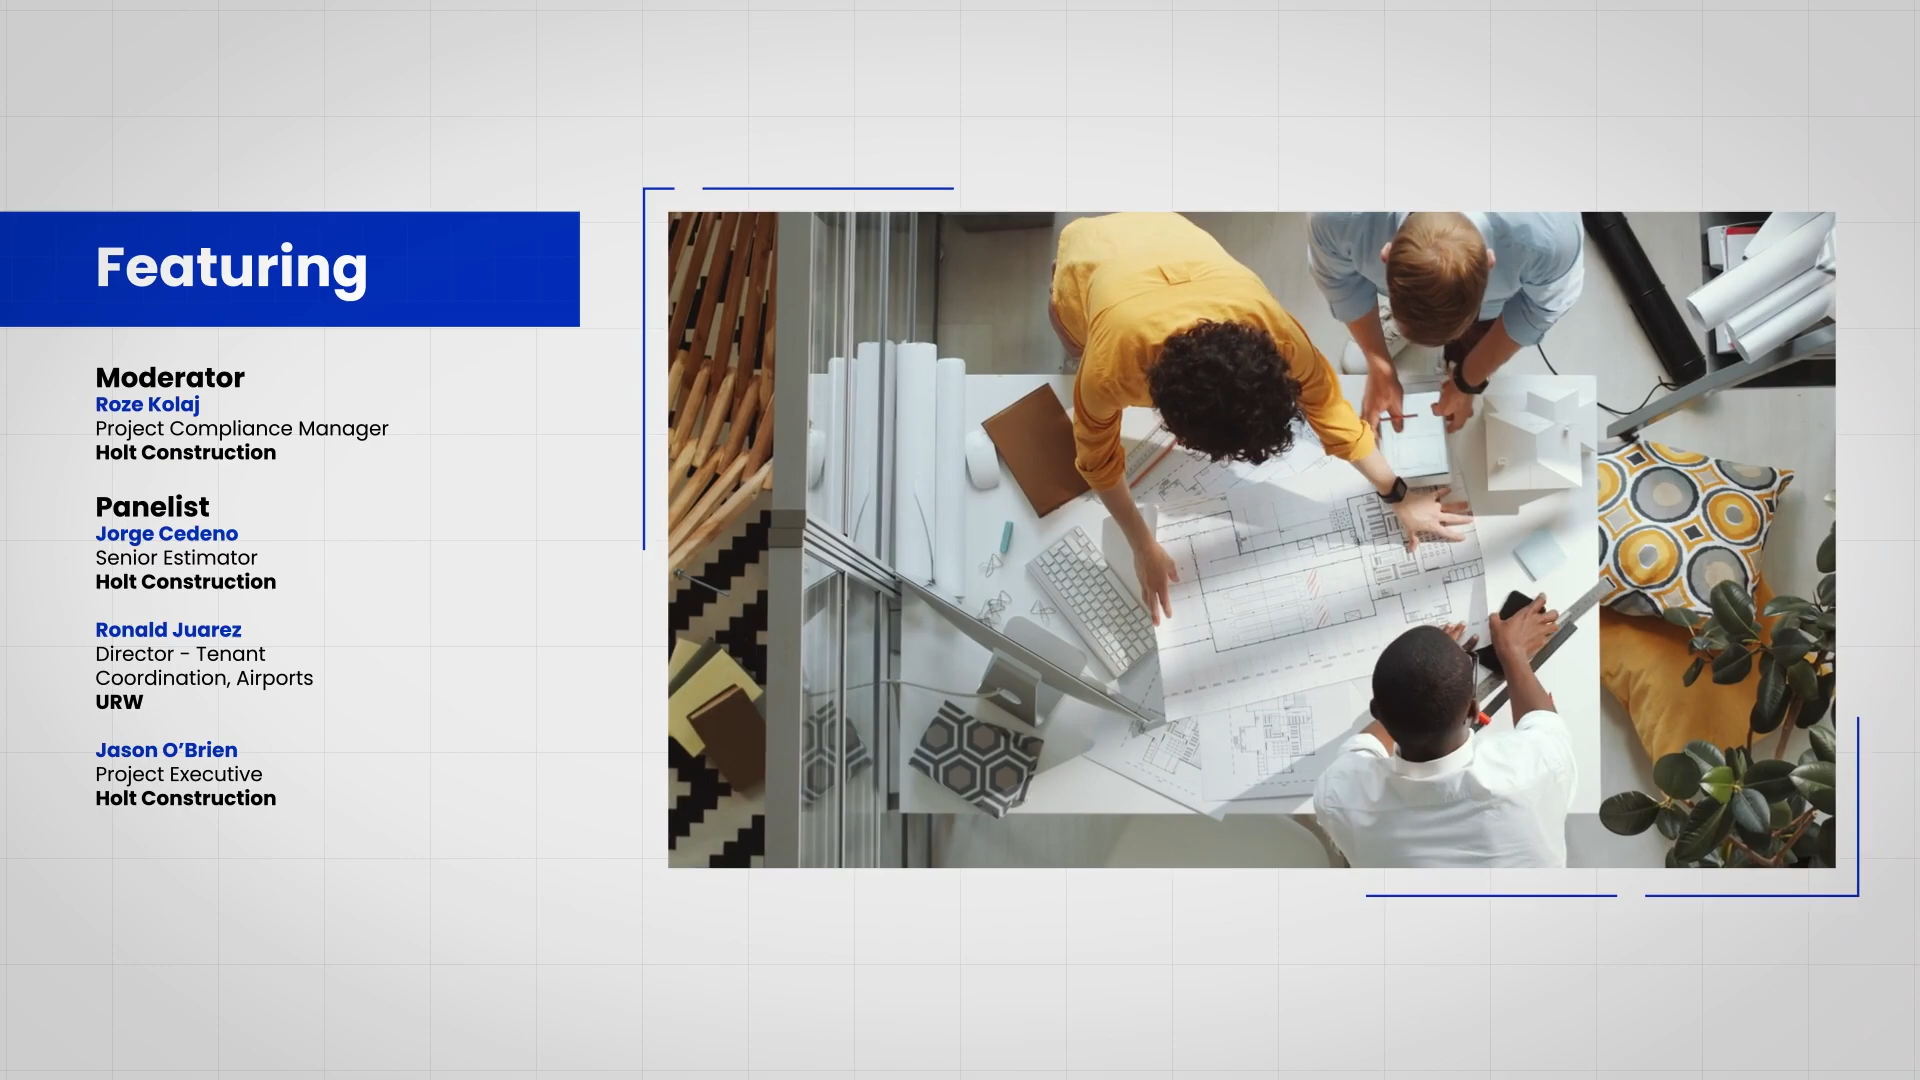 Featuring
Moderator
Roze Kolaj
Project Compliance Manager
Holt Construction
Panelist
Jorge Cedeno
Senior Estimator
Holt Construction
Ronald Juarez
Director - Tenant
Coordination, Airports
URW
Jason O’Brien
Project Executive
Holt Construction